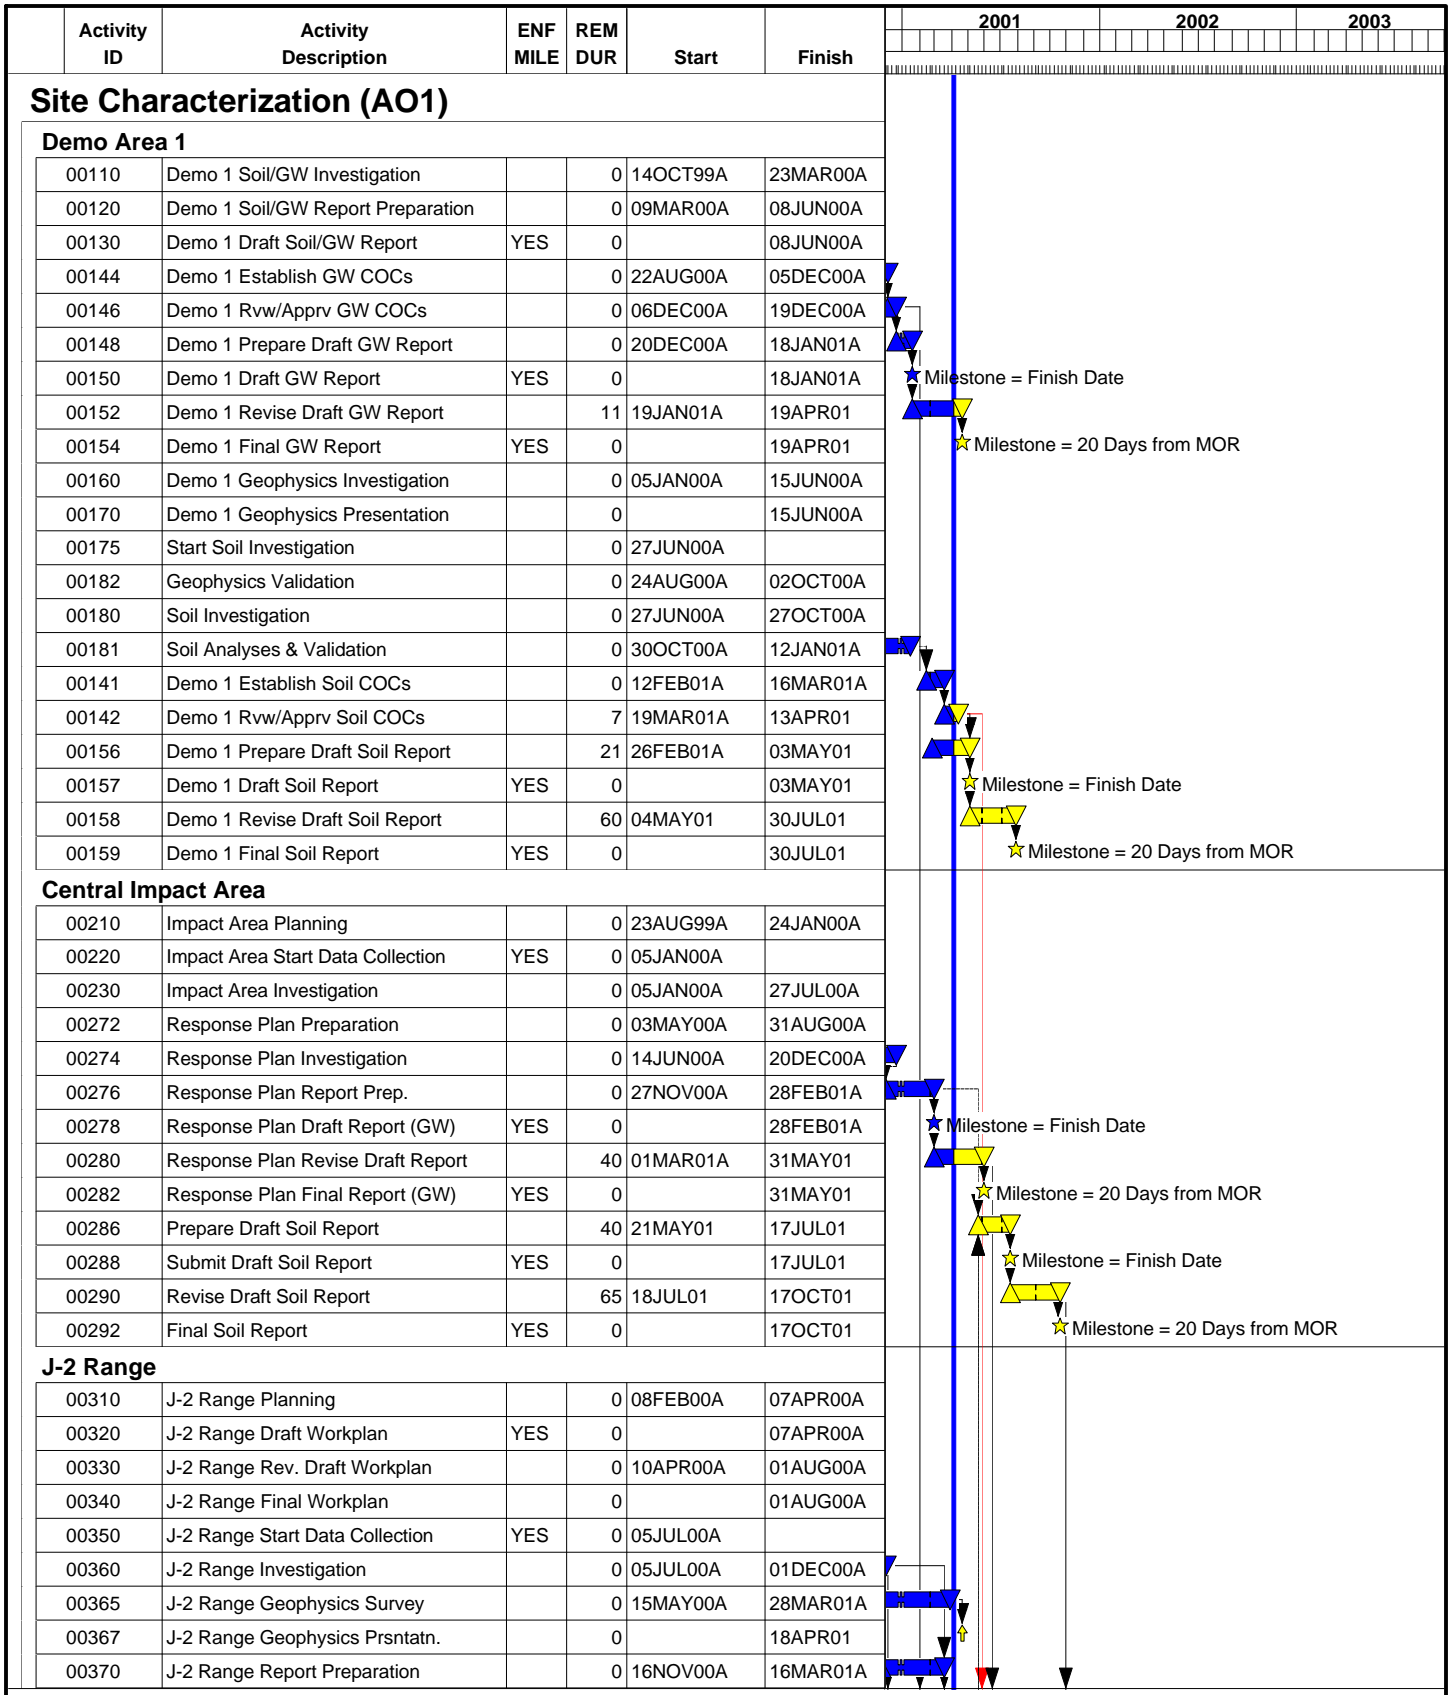 Activity Activity ENF REM 2001 2002 2003
ID Description MILE DUR Start Finish
Site Characterization (AO1)
Demo Area 1
00110 Demo 1 Soil/GW Investigation 0 14OCT99A 23MAR00A
00120 Demo 1 Soil/GW Report Preparation 0 09MAR00A 08JUN00A
00130 Demo 1 Draft Soil/GW Report YES 0 08JUN00A
00144 Demo 1 Establish GW COCs 0 22AUG00A 05DEC00A
00146 Demo 1 Rvw/Apprv GW COCs 0 06DEC00A 19DEC00A
00148 Demo 1 Prepare Draft GW Report 0 20DEC00A 18JAN01A
00150 Demo 1 Draft GW Report YES 0 18JAN01A Milestone = Finish Date
00152 Demo 1 Revise Draft GW Report 11 19JAN01A 19APR01
00154 Demo 1 Final GW Report YES 0 19APR01 Milestone = 20 Days from MOR
00160 Demo 1 Geophysics Investigation 0 05JAN00A 15JUN00A
00170 Demo 1 Geophysics Presentation 0 15JUN00A
00175 Start Soil Investigation 0 27JUN00A
00182 Geophysics Validation 0 24AUG00A 02OCT00A
00180 Soil Investigation 0 27JUN00A 27OCT00A
00181 Soil Analyses & Validation 0 30OCT00A 12JAN01A
00141 Demo 1 Establish Soil COCs 0 12FEB01A 16MAR01A
00142 Demo 1 Rvw/Apprv Soil COCs 7 19MAR01A 13APR01
00156 Demo 1 Prepare Draft Soil Report 21 26FEB01A 03MAY01
00157 Demo 1 Draft Soil Report YES 0 03MAY01 Milestone = Finish Date
00158 Demo 1 Revise Draft Soil Report 60 04MAY01 30JUL01
00159 Demo 1 Final Soil Report YES 0 30JUL01 Milestone = 20 Days from MOR
Central Impact Area
00210 Impact Area Planning 0 23AUG99A 24JAN00A
00220 Impact Area Start Data Collection YES 0 05JAN00A
00230 Impact Area Investigation 0 05JAN00A 27JUL00A
00272 Response Plan Preparation 0 03MAY00A 31AUG00A
00274 Response Plan Investigation 0 14JUN00A 20DEC00A
00276 Response Plan Report Prep. 0 27NOV00A 28FEB01A
00278 Response Plan Draft Report (GW) YES 0 28FEB01A Milestone = Finish Date
00280 Response Plan Revise Draft Report 40 01MAR01A 31MAY01
00282 Response Plan Final Report (GW) YES 0 31MAY01 Milestone = 20 Days from MOR
00286 Prepare Draft Soil Report 40 21MAY01 17JUL01
00288 Submit Draft Soil Report YES 0 17JUL01 Milestone = Finish Date
00290 Revise Draft Soil Report 65 18JUL01 17OCT01
00292 Final Soil Report YES 0 17OCT01 Milestone = 20 Days from MOR
J-2 Range
00310 J-2 Range Planning 0 08FEB00A 07APR00A
00320 J-2 Range Draft Workplan YES 0 07APR00A
00330 J-2 Range Rev. Draft Workplan 0 10APR00A 01AUG00A
00340 J-2 Range Final Workplan 0 01AUG00A
00350 J-2 Range Start Data Collection YES 0 05JUL00A
00360 J-2 Range Investigation 0 05JUL00A 01DEC00A
00365 J-2 Range Geophysics Survey 0 15MAY00A 28MAR01A
00367 J-2 Range Geophysics Prsntatn. 0 18APR01
00370 J-2 Range Report Preparation 0 16NOV00A 16MAR01A